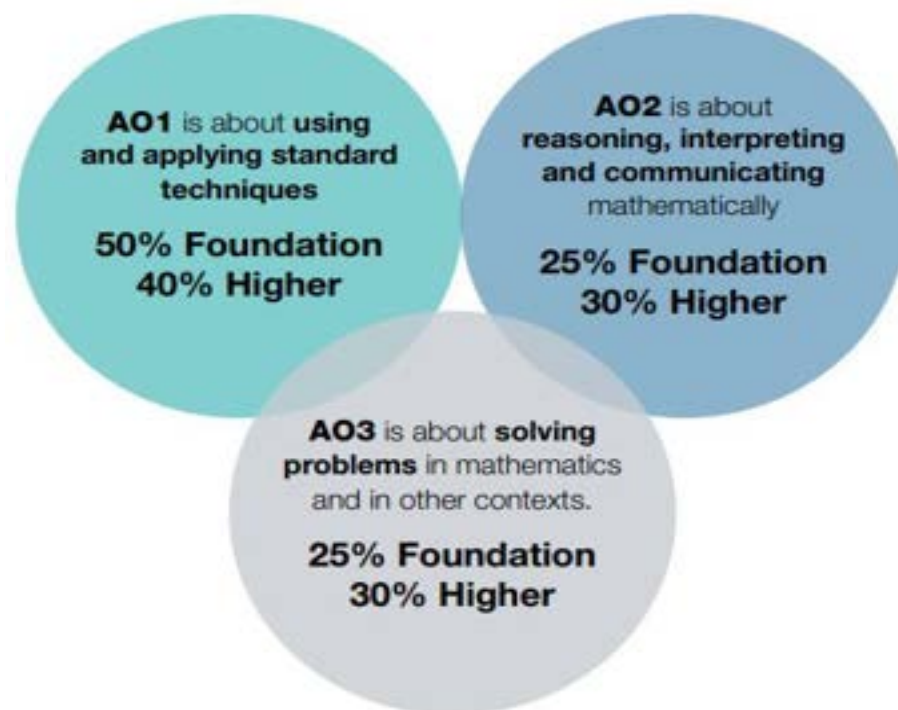 AO1 is about using
and applying standard
techniques
50% Foundation
40% Higher
AO2 is about
reasoning, interpreting
and communicating
mathematically
25% Foundation
30% Higher
AO3 is about solving
problems in mathematics
and in other contexts.
25% Foundation
30% Higher